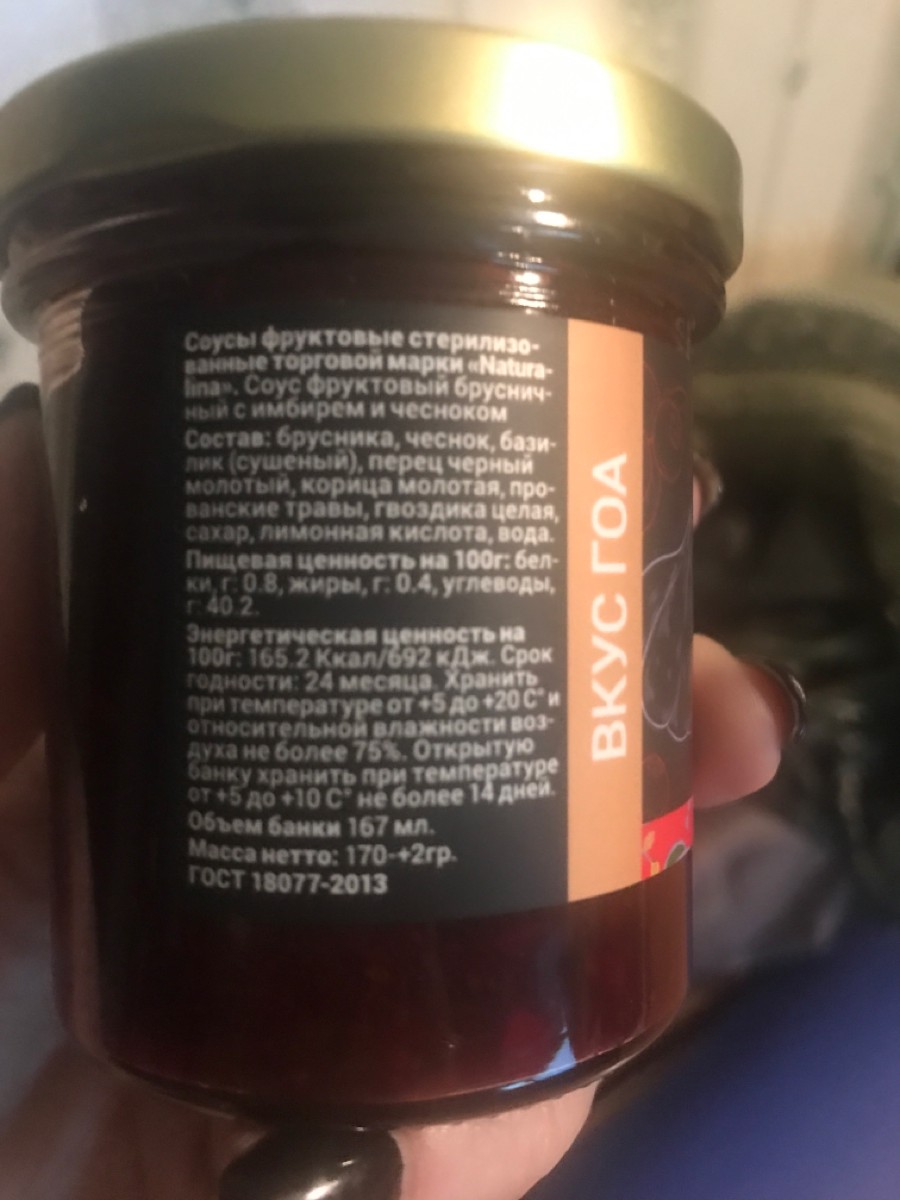 Соусы фруктовые стерилизо-
ванные торговой марки «Natura-
lina». Соус фруктовый бруснич-
ный с имбирем и чесноком
Состав: брусника, чеснок, бази-
лик (сушеный), перец черный
молотый, корица молотая, про-
ванские травы, гвоздика целая,
сахар, лимонная кислота, вода.
Пищевая ценность на 100г: бел-
ки, г: 0.8, жиры, г: 0.4, углеводы,
г: 40.2.
Энергетическая ценность на
100г: 165.2 Ккал/692 кДж. Срок
годности: 24 месяца. Хранить
при температуре от +5 до +20 С° и
относительной влажности воз-
духа не более 75%. Открытую
банку хранить при температуре
от +5 до +10 С° не более 14 дней.
Объем банки 167 мл.
Масса нетто: 170-+2гр.
ГОСТ 18077-2013
ВКУС ГОА